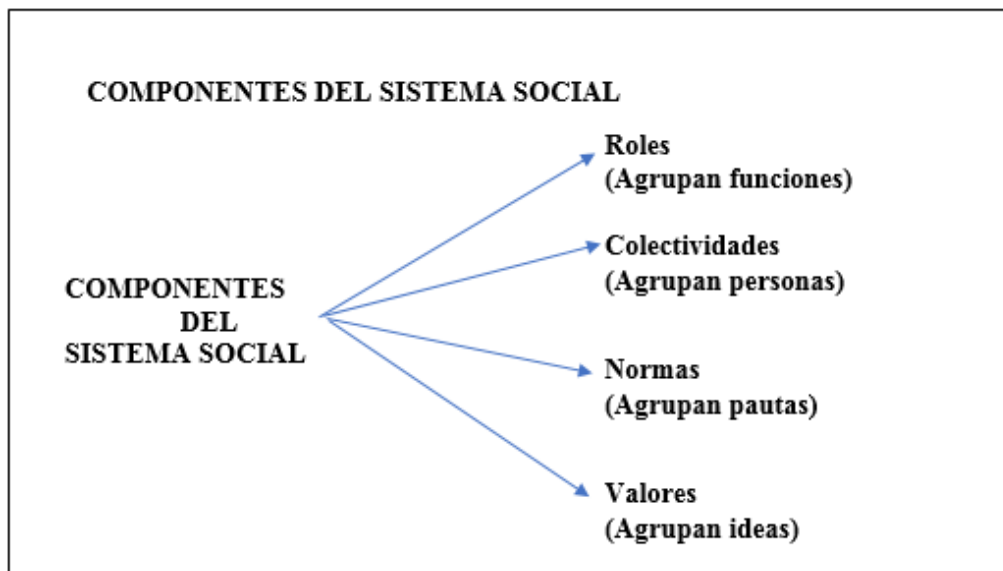 COMPONENTES DEL SISTEMA SOCIAL
Roles
(Agrupan funciones)
Colectividades
(Agrupan personas)
COMPONENTES
DEL
SISTEMA SOCIAL
Normas
(Agrupan pautas)
Valores
(Agrupan ideas)